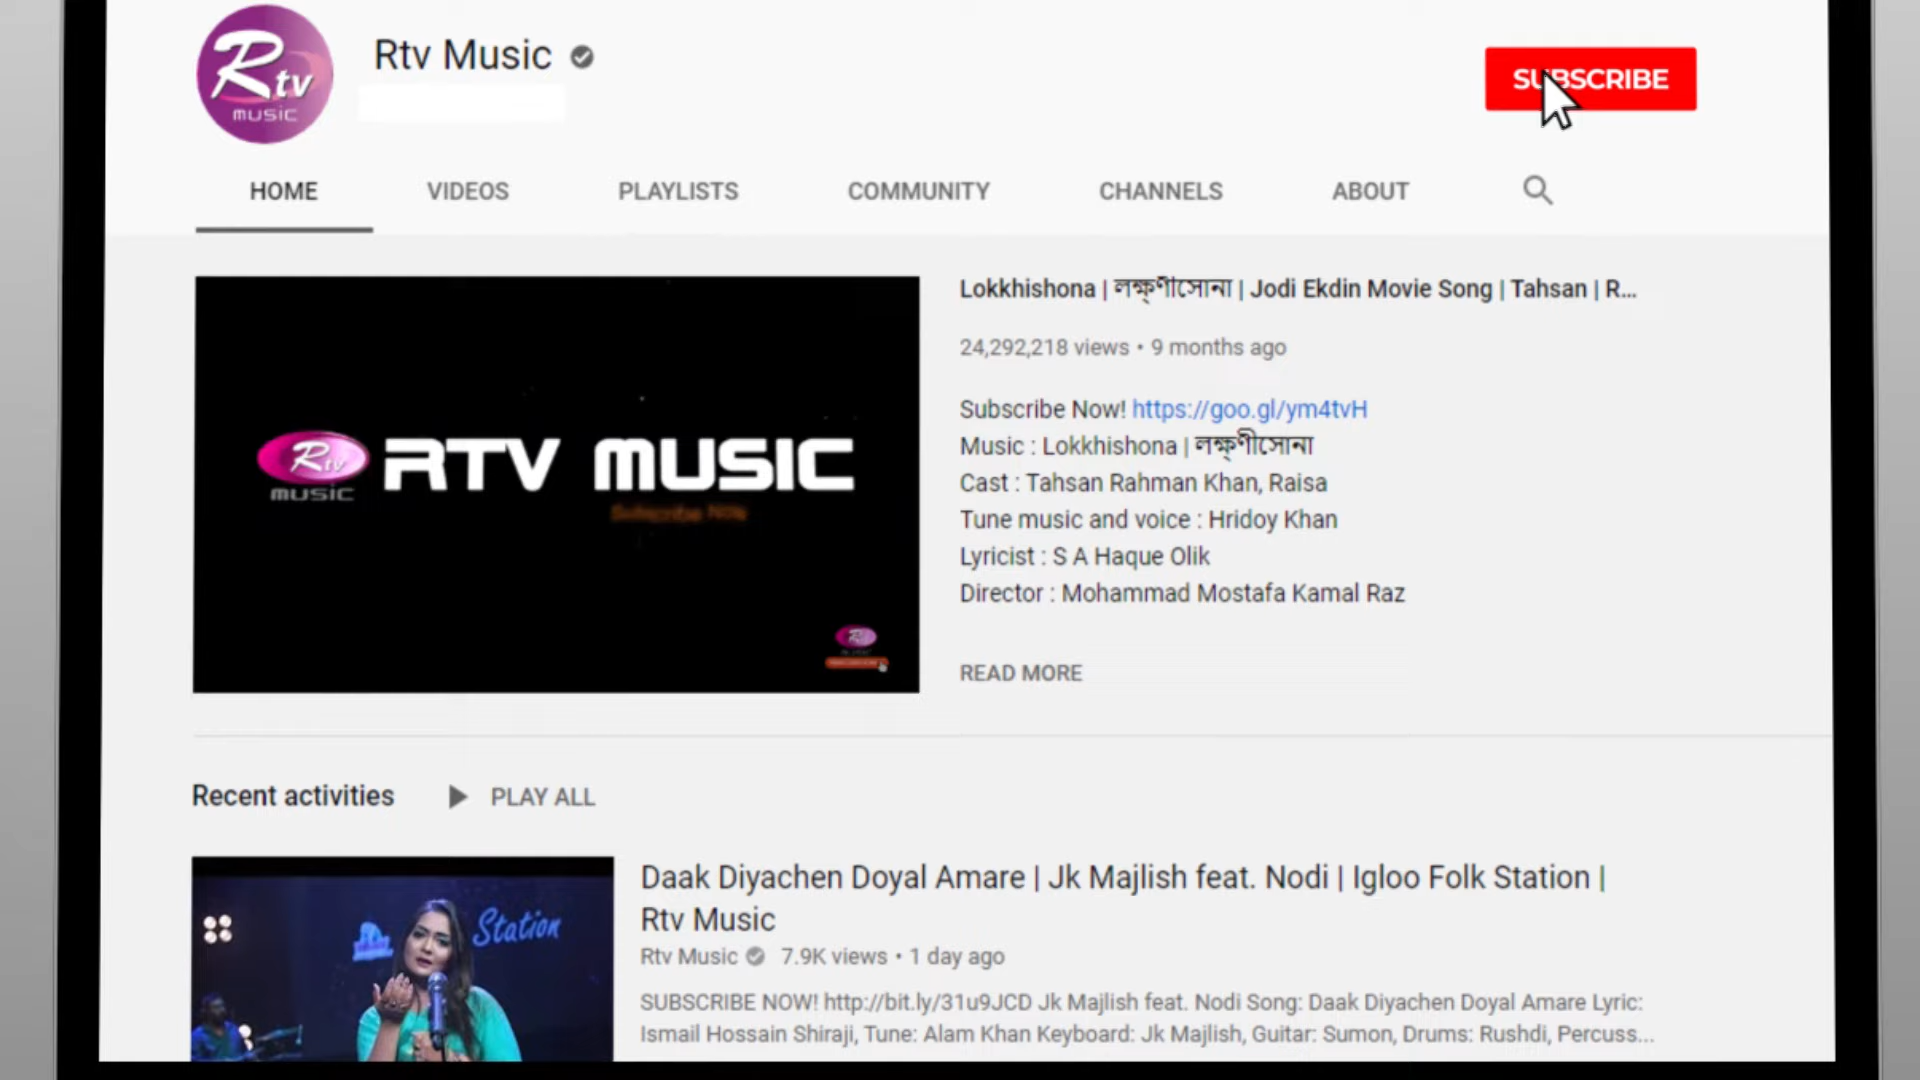 Rtv
MUSIC
Rtv Music
SUBSCRIBE
HOME VIDEOS PLAYLISTS COMMUNITY CHANNELS ABOUT
Rtv
MUSIC
RTV MUSIC
Subscribe Now
Lokkhishona | লক্ষ্ণীসোনা | Jodi Ekdin Movie Song | Tahsan | R...
24,292,218 views • 9 months ago
Subscribe Now! https://goo.gl/ym4tvH
Music : Lokkhishona | লক্ষ্ণীসোনা
Cast : Tahsan Rahman Khan, Raisa
Tune music and voice : Hridoy Khan
Lyricist : S A Haque Olik
Director : Mohammad Mostafa Kamal Raz
READ MORE
Recent activities PLAY ALL
Station
Daak Diyachen Doyal Amare | Jk Majlish feat. Nodi | Igloo Folk Station |
Rtv Music
Rtv Music 7.9K views • 1 day ago
SUBSCRIBE NOW! http://bit.ly/31u9JCD Jk Majlish feat. Nodi Song: Daak Diyachen Doyal Amare Lyric:
Ismail Hossain Shiraji, Tune: Alam Khan Keyboard: Jk Majlish, Guitar: Sumon, Drums: Rushdi, Percuss...